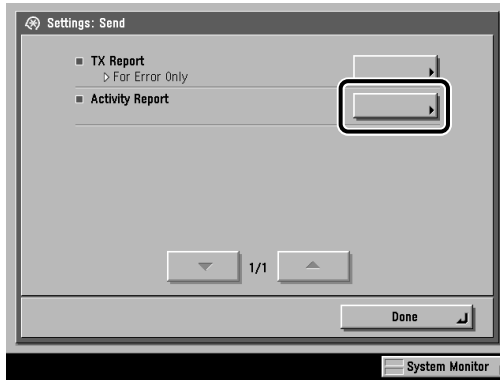 Settings: Send
TX Report
For Error Only
Activity Report
1/1
Done
System Monitor